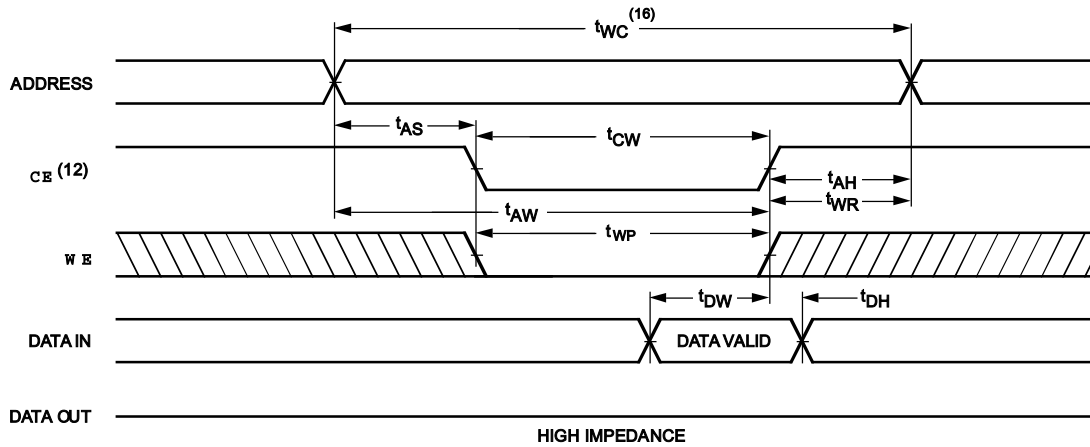 tWC(16)
ADDRESS
tAS
tCW
CE (12)
tAH
tWR
tAW
WE
tWP
tDW
tDH
DATA IN
DATA VALID
DATA OUT
HIGH IMPEDANCE